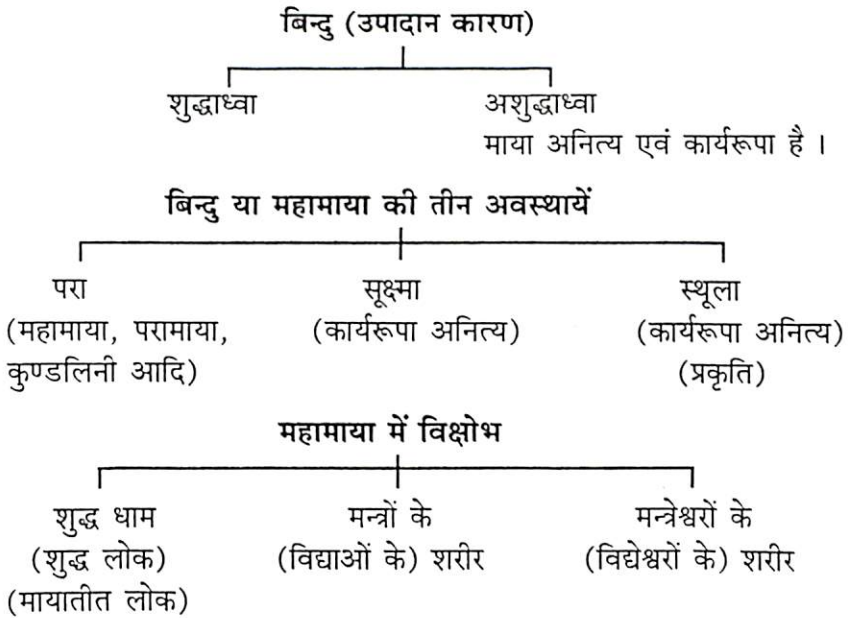 बिन्दु (उपादान कारण)
शुद्धाध्वा अशुद्धाध्वा
माया अनित्य एवं कार्यरूपा है ।
बिन्दु या महामाया की तीन अवस्थायें
परा सूक्ष्मा स्थूला
(महामाया, परामाया, (कार्यरूपा अनित्य) (कार्यरूपा अनित्य)
कुण्डलिनी आदि) (प्रकृति)
महामाया में विक्षोभ
शुद्ध धाम मन्त्रों के मन्त्रेश्वरों के
(शुद्ध लोक) (विद्याओं के) शरीर (विद्येश्वरों के) शरीर
(मायातीत लोक)